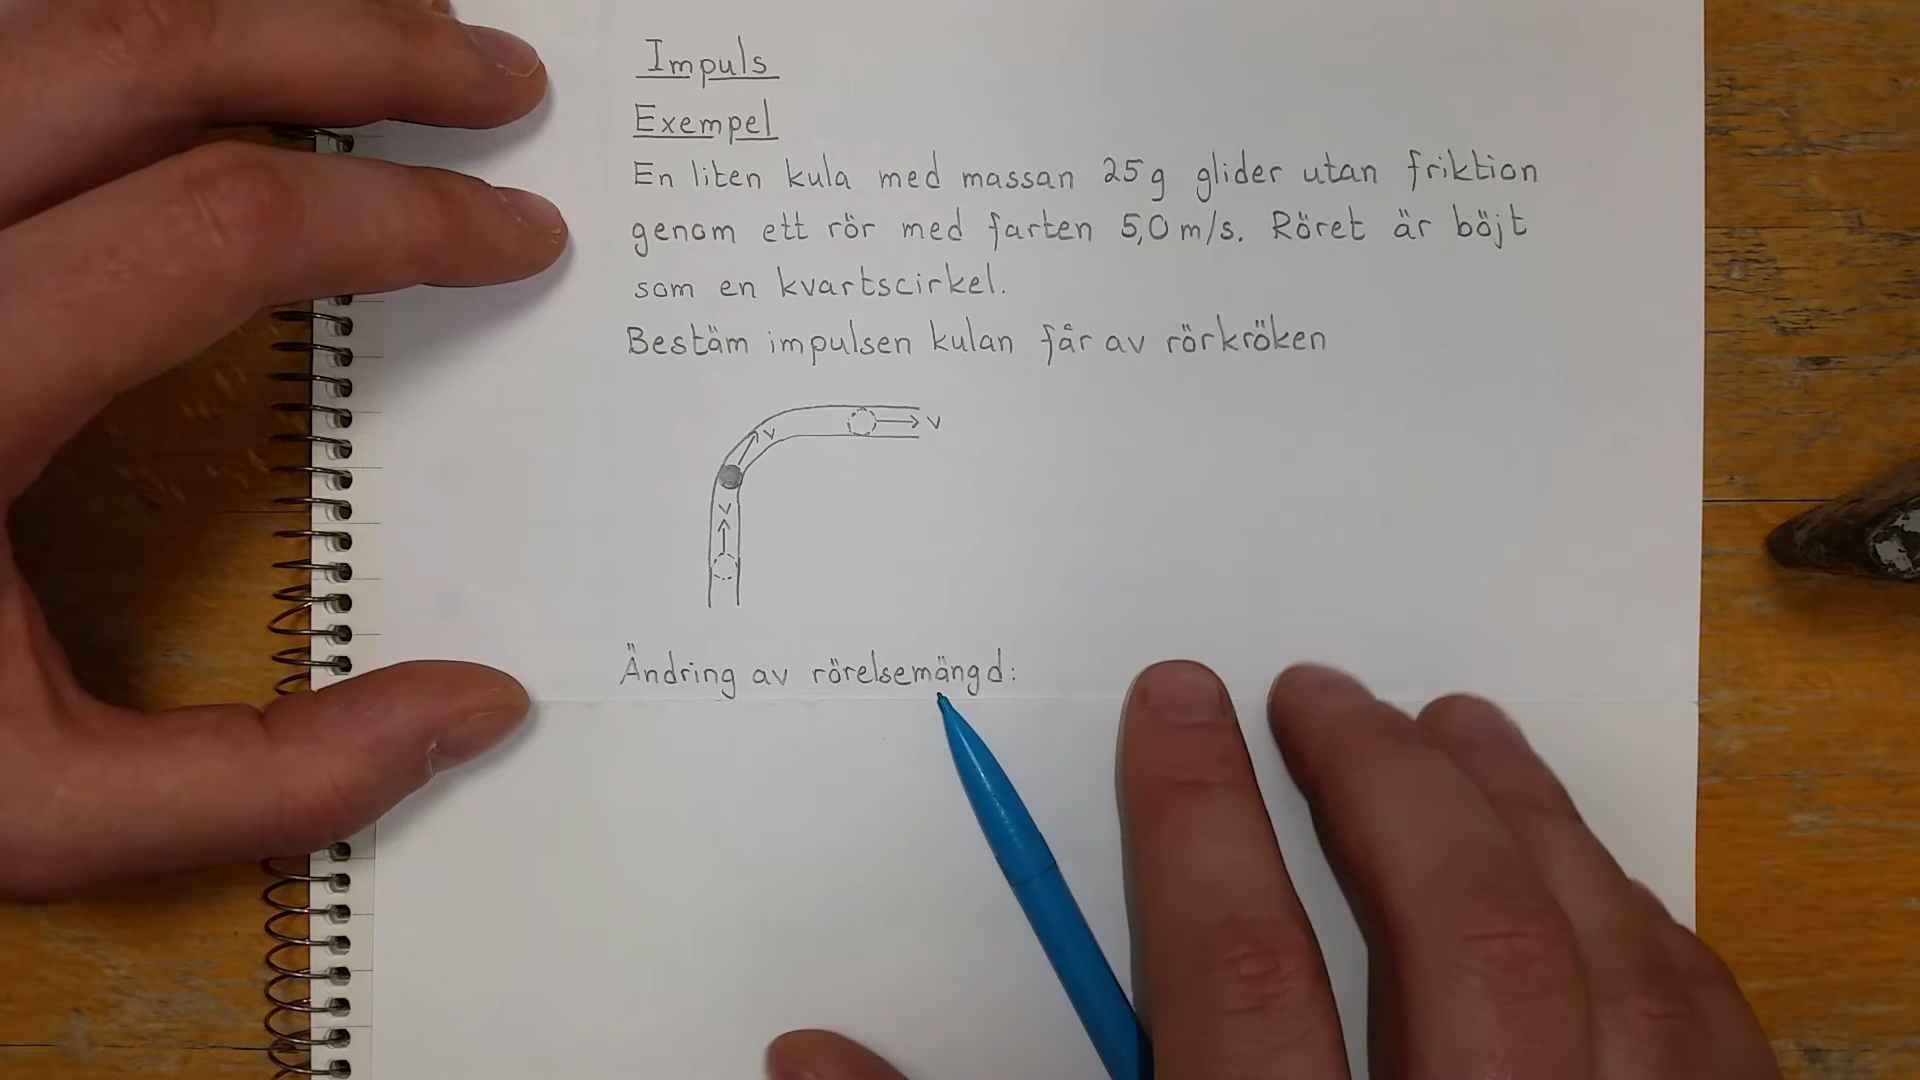 Impuls
Exempel
En liten kula med massan 25g glider utan friktion
genom ett rör med farten 5,0 m/s. Röret är böjt
som en kvartscirkel.
Bestäm impulsen kulan får av rörkröken
v
v
v
Ändring av rörelsemängd: